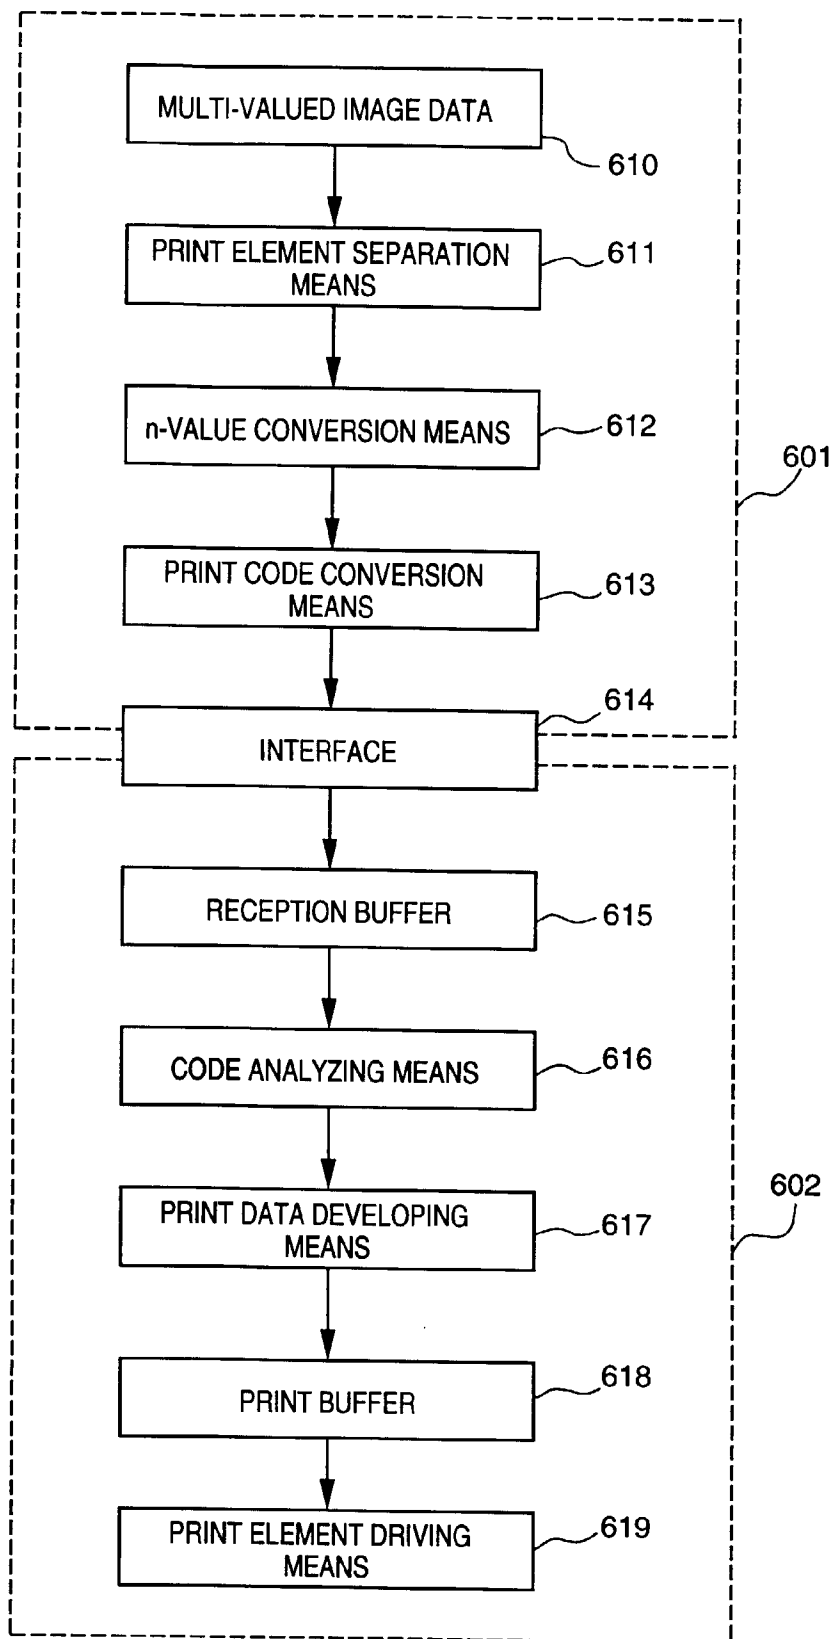 MULTI-VALUED IMAGE DATA
610
PRINT ELEMENT SEPARATION
MEANS
611
n-VALUE CONVERSION MEANS
612
601
PRINT CODE CONVERSION
MEANS
613
INTERFACE
614
RECEPTION BUFFER
615
CODE ANALYZING MEANS
616
PRINT DATA DEVELOPING
MEANS
617
602
PRINT BUFFER
618
PRINT ELEMENT DRIVING
MEANS
619